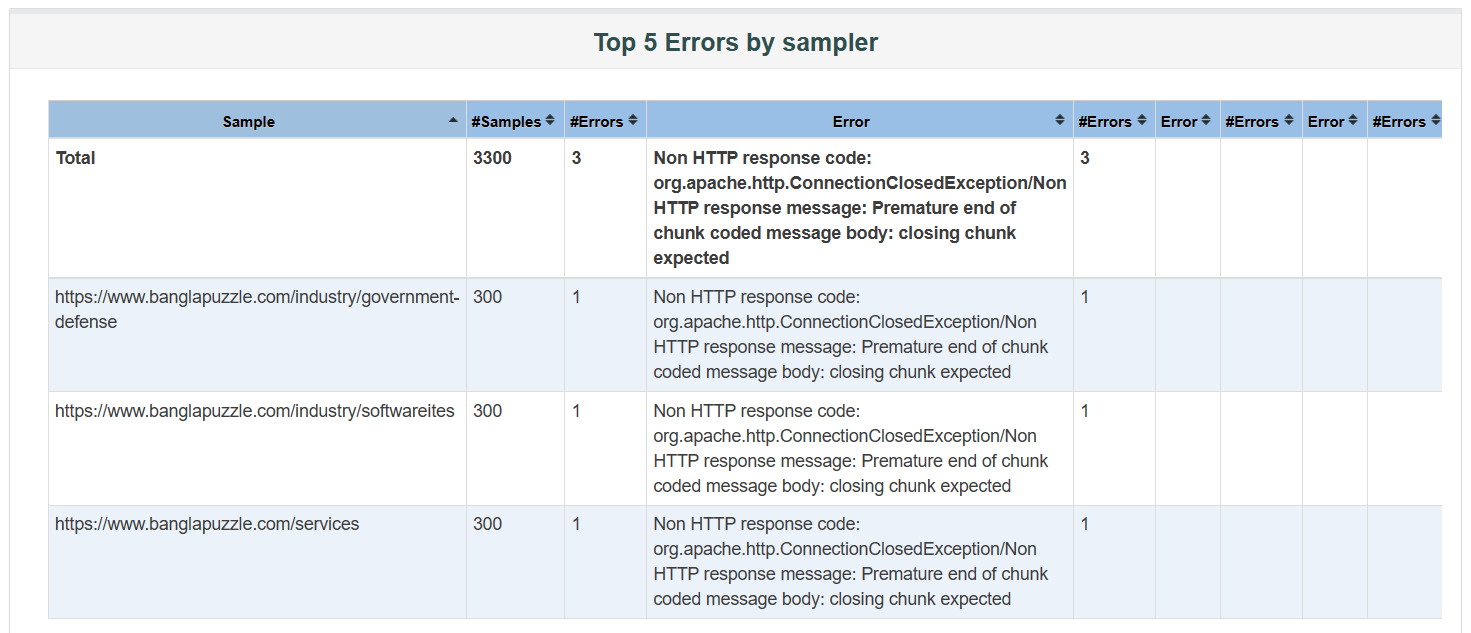 Top 5 Errors by sampler
Sample #Samples #Errors Error #Errors Error #Errors Error #Errors
Total 3300 3 Non HTTP response code: 3
org.apache.http.ConnectionClosedException/Non
HTTP response message: Premature end of
chunk coded message body: closing chunk
expected
https://www.banglapuzzle.com/industry/government- 300 1 Non HTTP response code: 1
defense org.apache.http.ConnectionClosedException/Non
HTTP response message: Premature end of chunk
coded message body: closing chunk expected
https://www.banglapuzzle.com/industry/softwareites 300 1 Non HTTP response code: 1
org.apache.http.ConnectionClosedException/Non
HTTP response message: Premature end of chunk
coded message body: closing chunk expected
https://www.banglapuzzle.com/services 300 1 Non HTTP response code: 1
org.apache.http.ConnectionClosedException/Non
HTTP response message: Premature end of chunk
coded message body: closing chunk expected